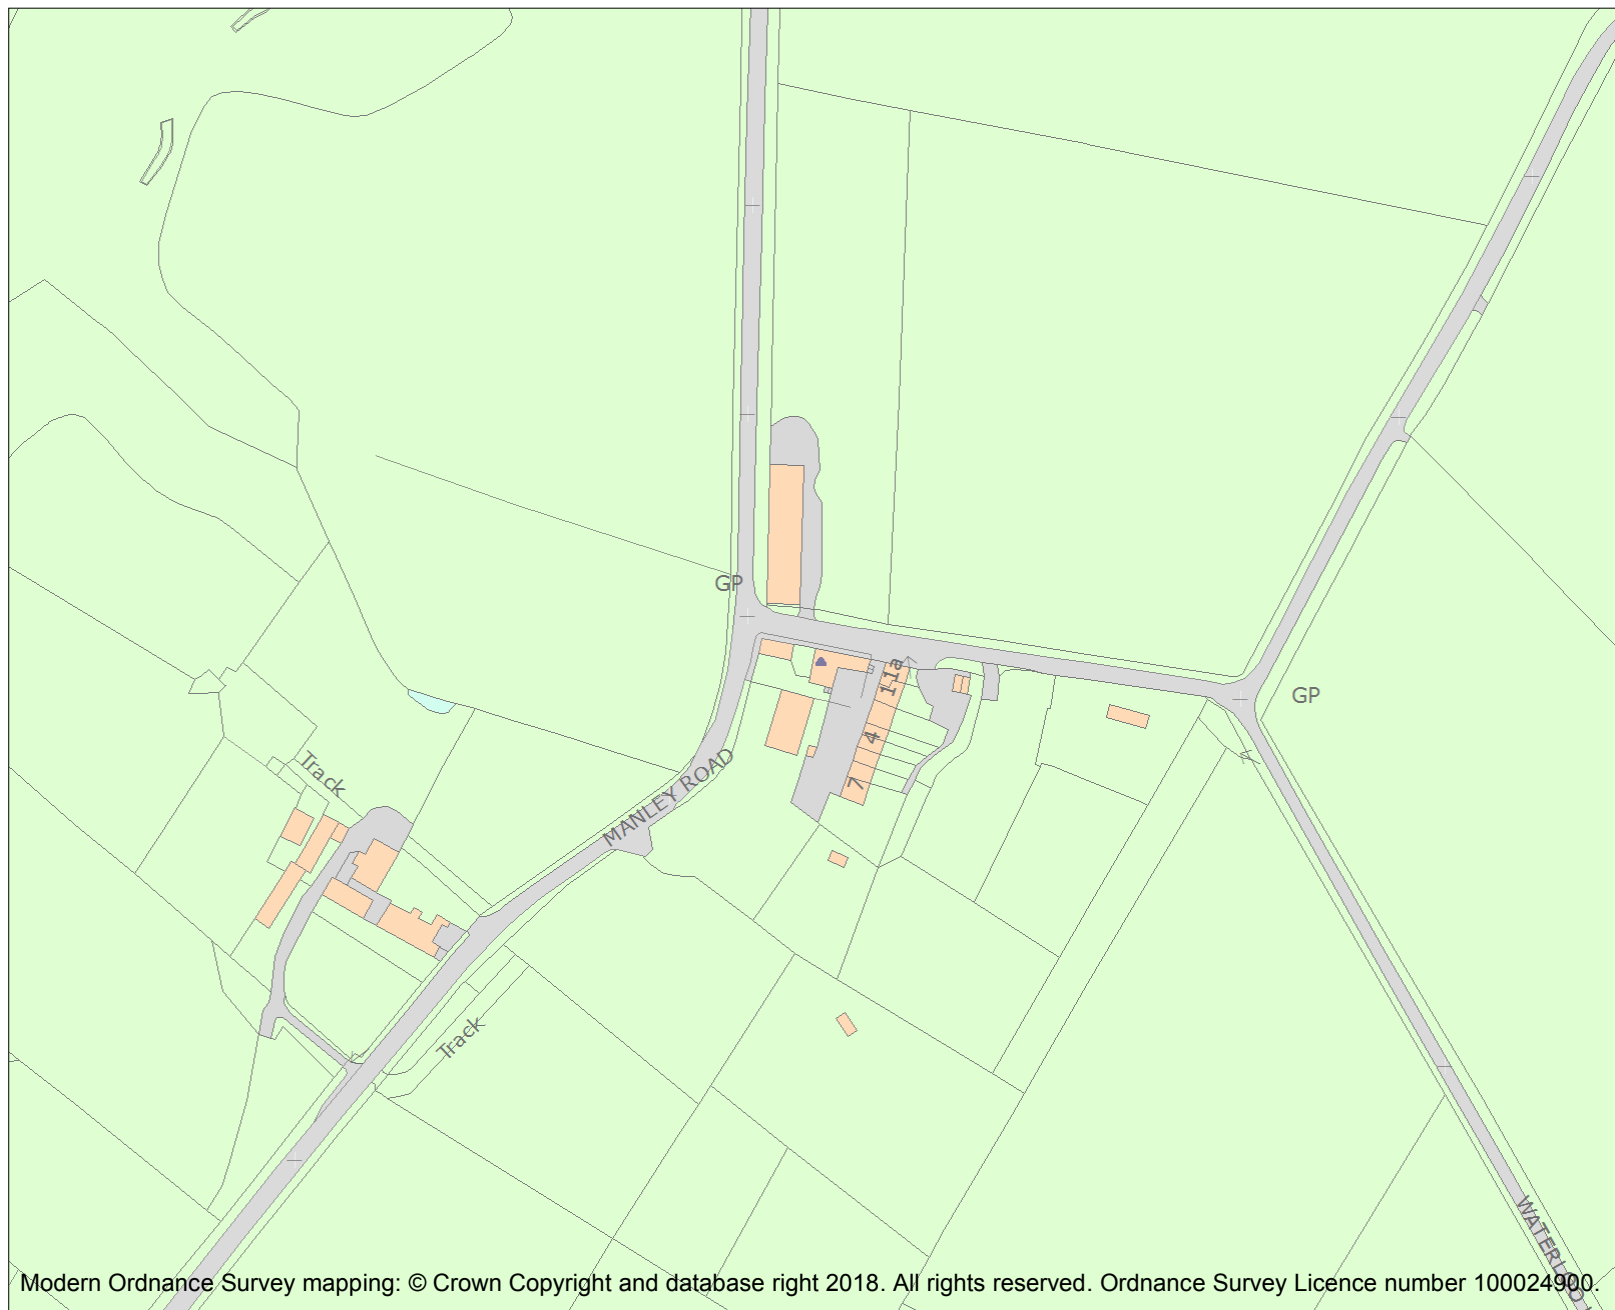 GP
11a
GP
4
7
MANLEY ROAD
Track
Track
WATERLOO
Modern Ordnance Survey mapping: © Crown Copyright and database right 2018. All rights reserved. Ordnance Survey Licence number 100024900.